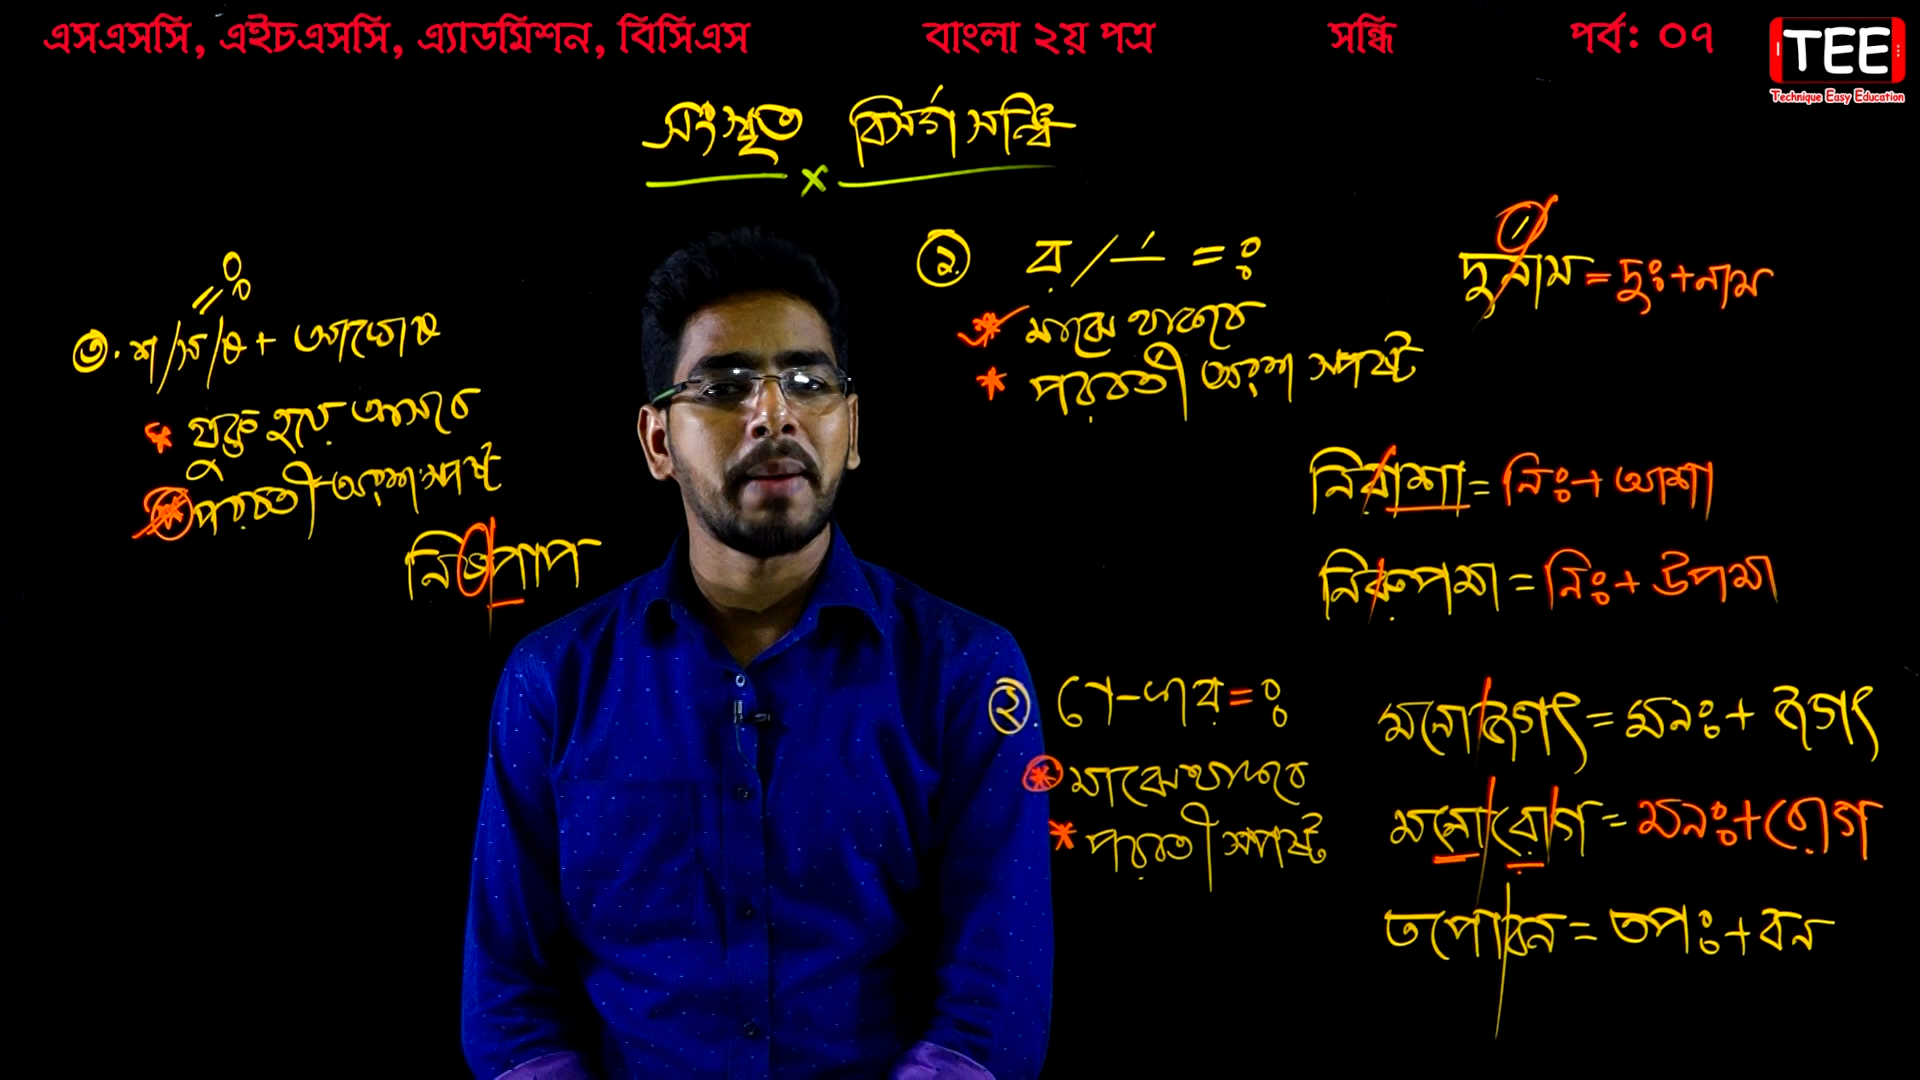 এসএসসি, এইচএসসি, এ্যাডমিশন, বিসিএস বাংলা ২য় পত্র সন্ধি পর্ব: ০৭
TEE
Technique Easy Education
সংস্কৃত বিসর্গ সন্ধি
x
১. র / র্ = ঃ
* মাঝে থাকবে
* পরবর্তী অংশ স্পষ্ট
দুর্নাম = দুঃ + নাম
নিরাশা = নিঃ + আশা
নিরুপমা = নিঃ + উপমা
২. ো-কার = ঃ
* মাঝে থাকবে
* পরবর্তী স্পষ্ট
মনোজগৎ = মনঃ + জগৎ
মনোরোগ = মনঃ + রোগ
তপোবন = তপঃ + বন
= ঃ
৩. শ/স/ষ +
* যুক্ত হয়ে আসবে
* পরবর্তী অংশ স্পষ্ট
নিষ্পাপ